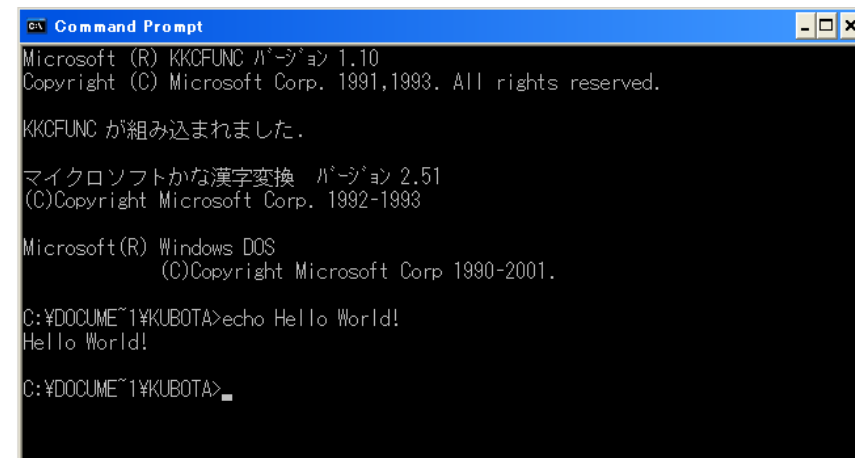 Command Prompt
Microsoft (R) KKCFUNC ﾊﾞｰｼﾞｮﾝ 1.10
Copyright (C) Microsoft Corp. 1991,1993. All rights reserved.
KKCFUNC が組み込まれました.
マイクロソフトかな漢字変換 ﾊﾞｰｼﾞｮﾝ 2.51
(C)Copyright Microsoft Corp. 1992-1993
Microsoft(R) Windows DOS
(C)Copyright Microsoft Corp 1990-2001.
C:¥DOCUME~1¥KUBOTA>echo Hello World!
Hello World!
C:¥DOCUME~1¥KUBOTA>